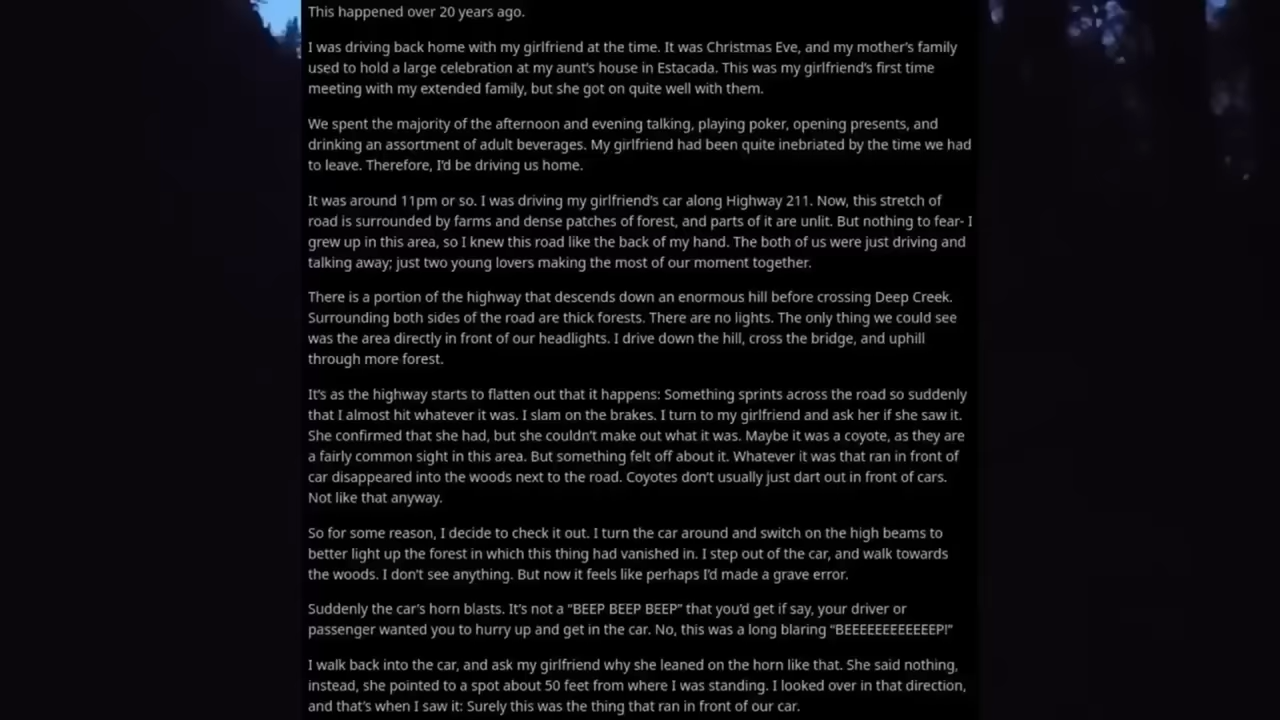 This happened over 20 years ago.
I was driving back home with my girlfriend at the time. It was Christmas Eve, and my mother's family
used to hold a large celebration at my aunt's house in Estacada. This was my girlfriend's first time
meeting with my extended family, but she got on quite well with them.
We spent the majority of the afternoon and evening talking, playing poker, opening presents, and
drinking an assortment of adult beverages. My girlfriend had been quite inebriated by the time we had
to leave. Therefore, I'd be driving us home.
It was around 11pm or so. I was driving my girlfriend's car along Highway 211. Now, this stretch of
road is surrounded by farms and dense patches of forest, and parts of it are unlit. But nothing to fear- I
grew up in this area, so I knew this road like the back of my hand. The both of us were just driving and
talking away; just two young lovers making the most of our moment together.
There is a portion of the highway that descends down an enormous hill before crossing Deep Creek.
Surrounding both sides of the road are thick forests. There are no lights. The only thing we could see
was the area directly in front of our headlights. I drive down the hill, cross the bridge, and uphill
through more forest.
It's as the highway starts to flatten out that it happens: Something sprints across the road so suddenly
that I almost hit whatever it was. I slam on the brakes. I turn to my girlfriend and ask her if she saw it.
She confirmed that she had, but she couldn't make out what it was. Maybe it was a coyote, as they are
a fairly common sight in this area. But something felt off about it. Whatever it was that ran in front of
car disappeared into the woods next to the road. Coyotes don't usually just dart out in front of cars.
Not like that anyway.
So for some reason, I decide to check it out. I turn the car around and switch on the high beams to
better light up the forest in which this thing had vanished in. I step out of the car, and walk towards
the woods. I don't see anything. But now it feels like perhaps I'd made a grave error.
Suddenly the car's horn blasts. It's not a “BEEP BEEP BEEP” that you'd get if say, your driver or
passenger wanted you to hurry up and get in the car. No, this was a long blaring “BEEEEEEEEEEEEP!”
I walk back into the car, and ask my girlfriend why she leaned on the horn like that. She said nothing,
instead, she pointed to a spot about 50 feet from where I was standing. I looked over in that direction,
and that's when I saw it: Surely this was the thing that ran in front of our car.